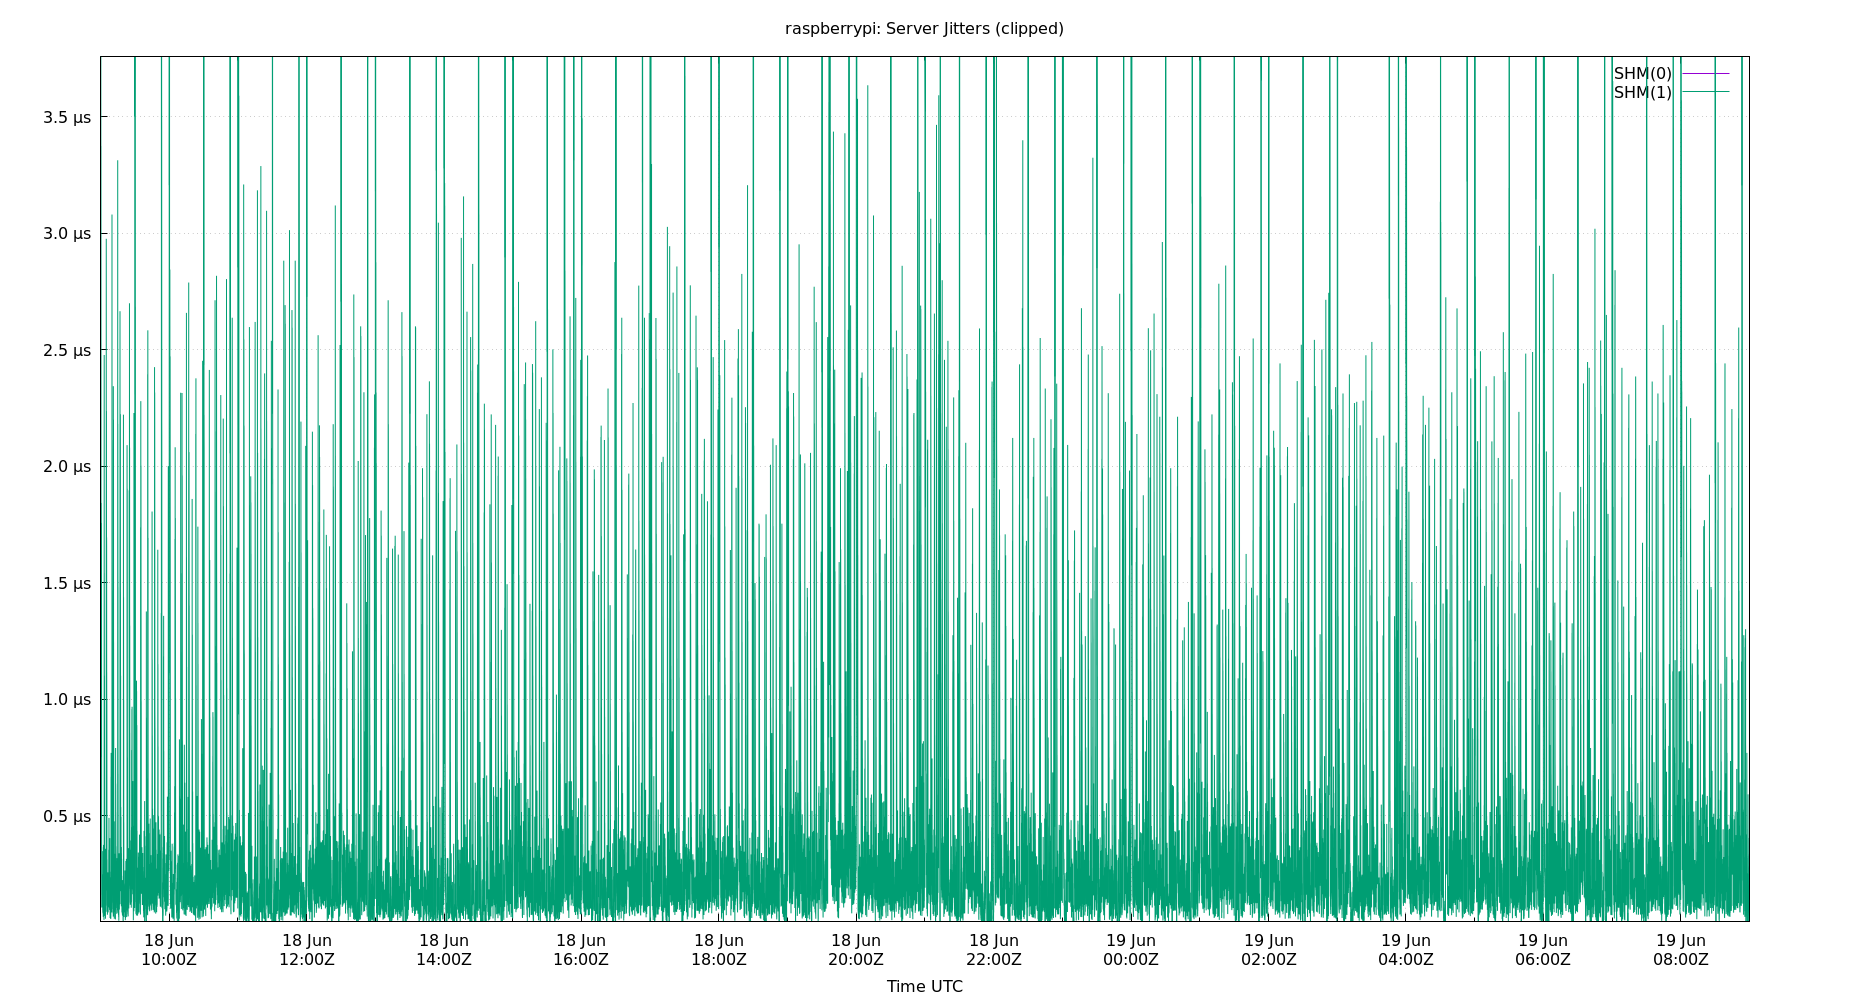 raspberrypi: Server Jitters (clipped)
SHM(0)
SHM(1)
3.5 µs
3.0 µs
2.5 µs
2.0 µs
1.5 µs
1.0 µs
0.5 µs
18 Jun 18 Jun 18 Jun 18 Jun 18 Jun 18 Jun 18 Jun 19 Jun 19 Jun 19 Jun 19 Jun 19 Jun
10:00Z 12:00Z 14:00Z 16:00Z 18:00Z 20:00Z 22:00Z 00:00Z 02:00Z 04:00Z 06:00Z 08:00Z
Time UTC